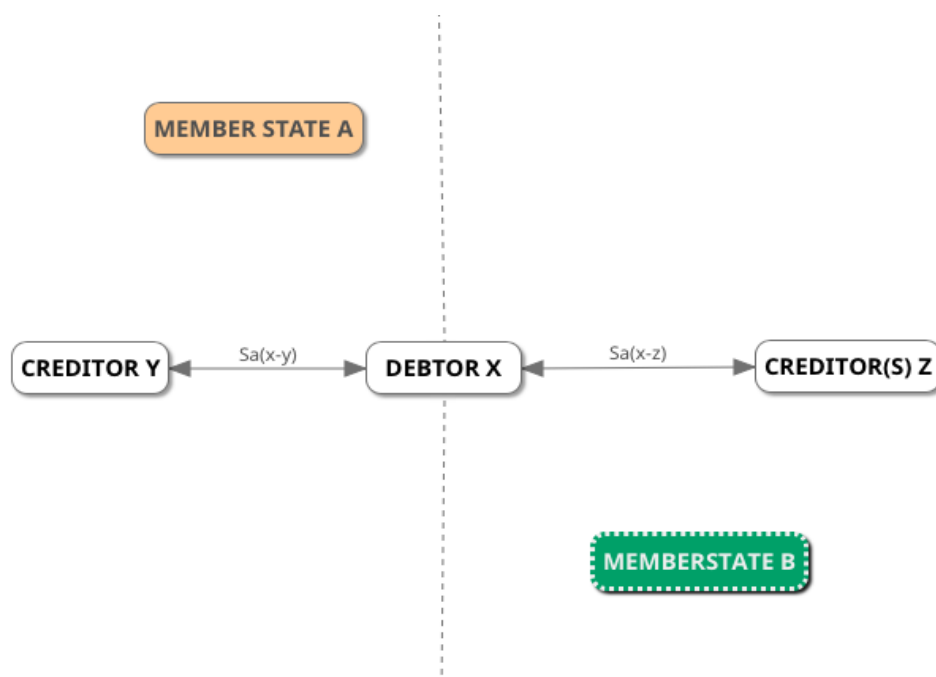 MEMBER STATE A
CREDITOR Y
Sa(x-y)
DEBTOR X
Sa(x-z)
CREDITOR(S) Z
MEMBERSTATE B